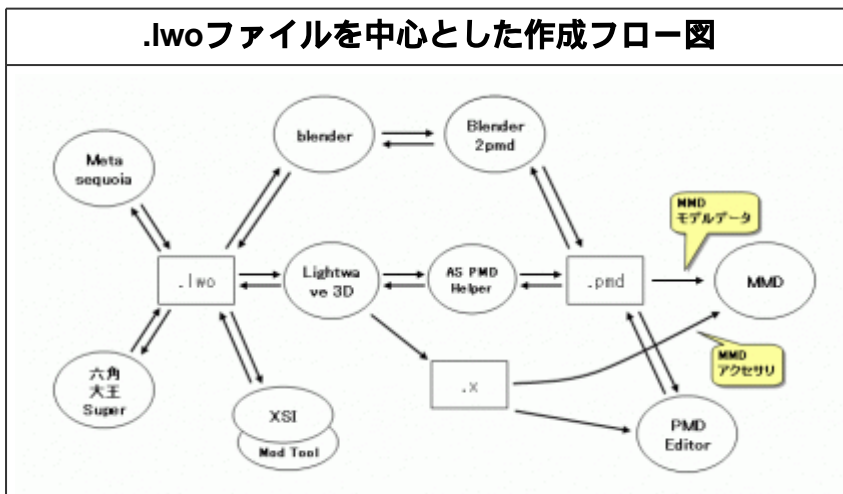 .lwoファイルを中心とした作成フロー図
blender
Blender
2pmd
Meta
sequoia
MMD
モデルデータ
.lwo
Lightwa
ve 3D
AS PMD
Helper
.pmd
MMD
MMD
アクセサリ
六角
大王
Super
XSI
Mod Tool
.x
PMD
Editor